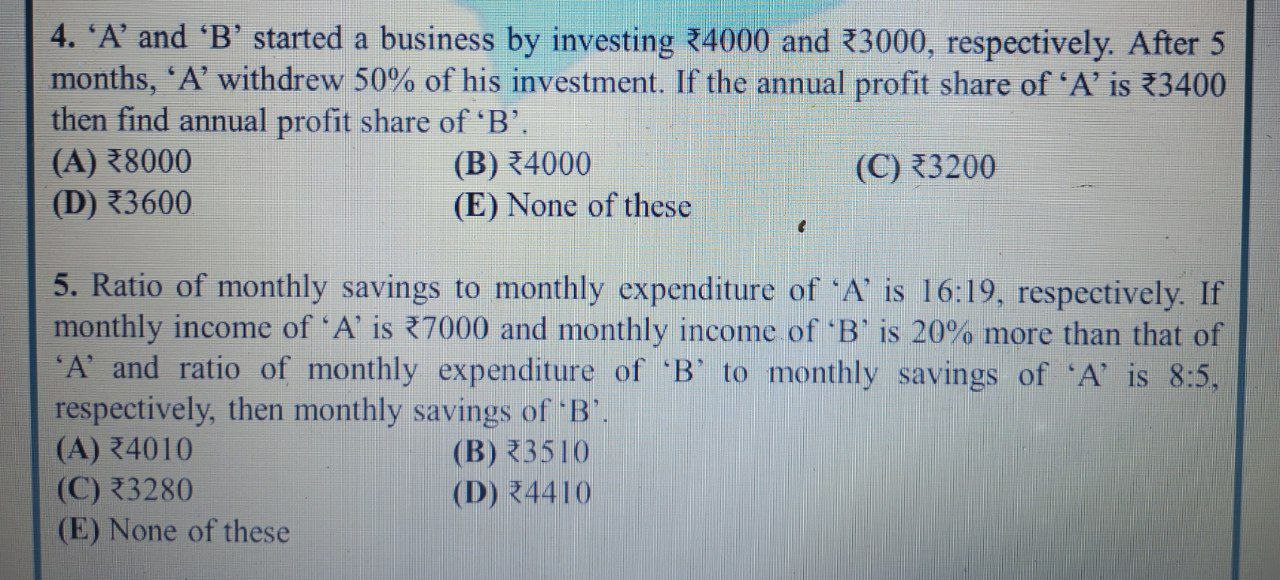 4. ‘A’ and ‘B’ started a business by investing ₹4000 and ₹3000, respectively. After 5
months, ‘A’ withdrew 50% of his investment. If the annual profit share of ‘A’ is ₹3400
then find annual profit share of ‘B’.
(A) ₹8000 (B) ₹4000 (C) ₹3200
(D) ₹3600 (E) None of these
5. Ratio of monthly savings to monthly expenditure of ‘A’ is 16:19, respectively. If
monthly income of ‘A’ is ₹7000 and monthly income of ‘B’ is 20% more than that of
‘A’ and ratio of monthly expenditure of ‘B’ to monthly savings of ‘A’ is 8:5,
respectively, then monthly savings of ‘B’.
(A) ₹4010 (B) ₹3510
(C) ₹3280 (D) ₹4410
(E) None of these